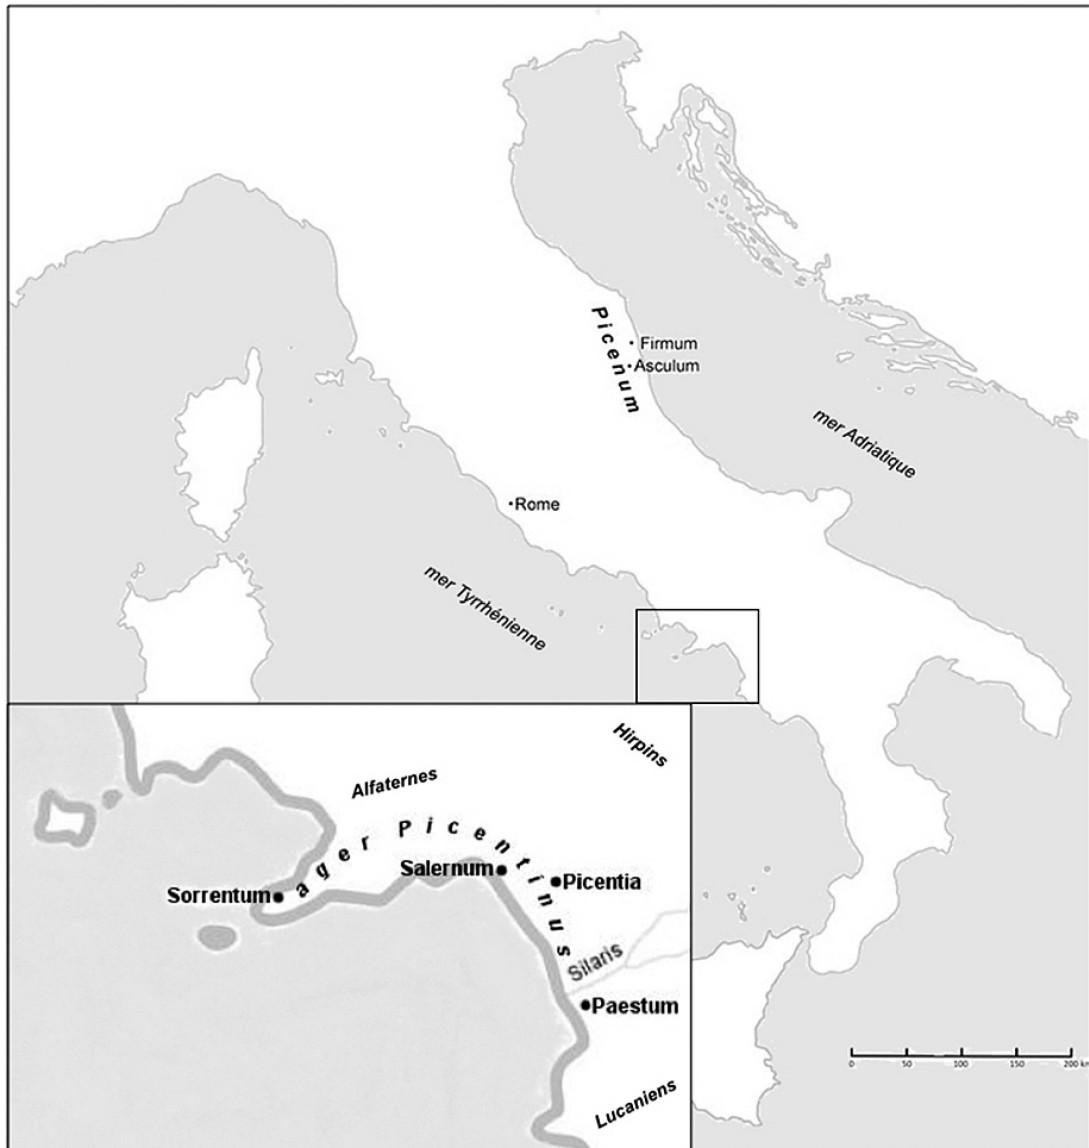 Picenum
Firmum
Asculum
mer Adriatique
Rome
mer Tyrrhénienne
Hirpins
Alfaternes
ager Picentinus
Salernum
Picentia
Sorrentum
Silaris
Paestum
Lucaniens
0 50 100 150 200 km